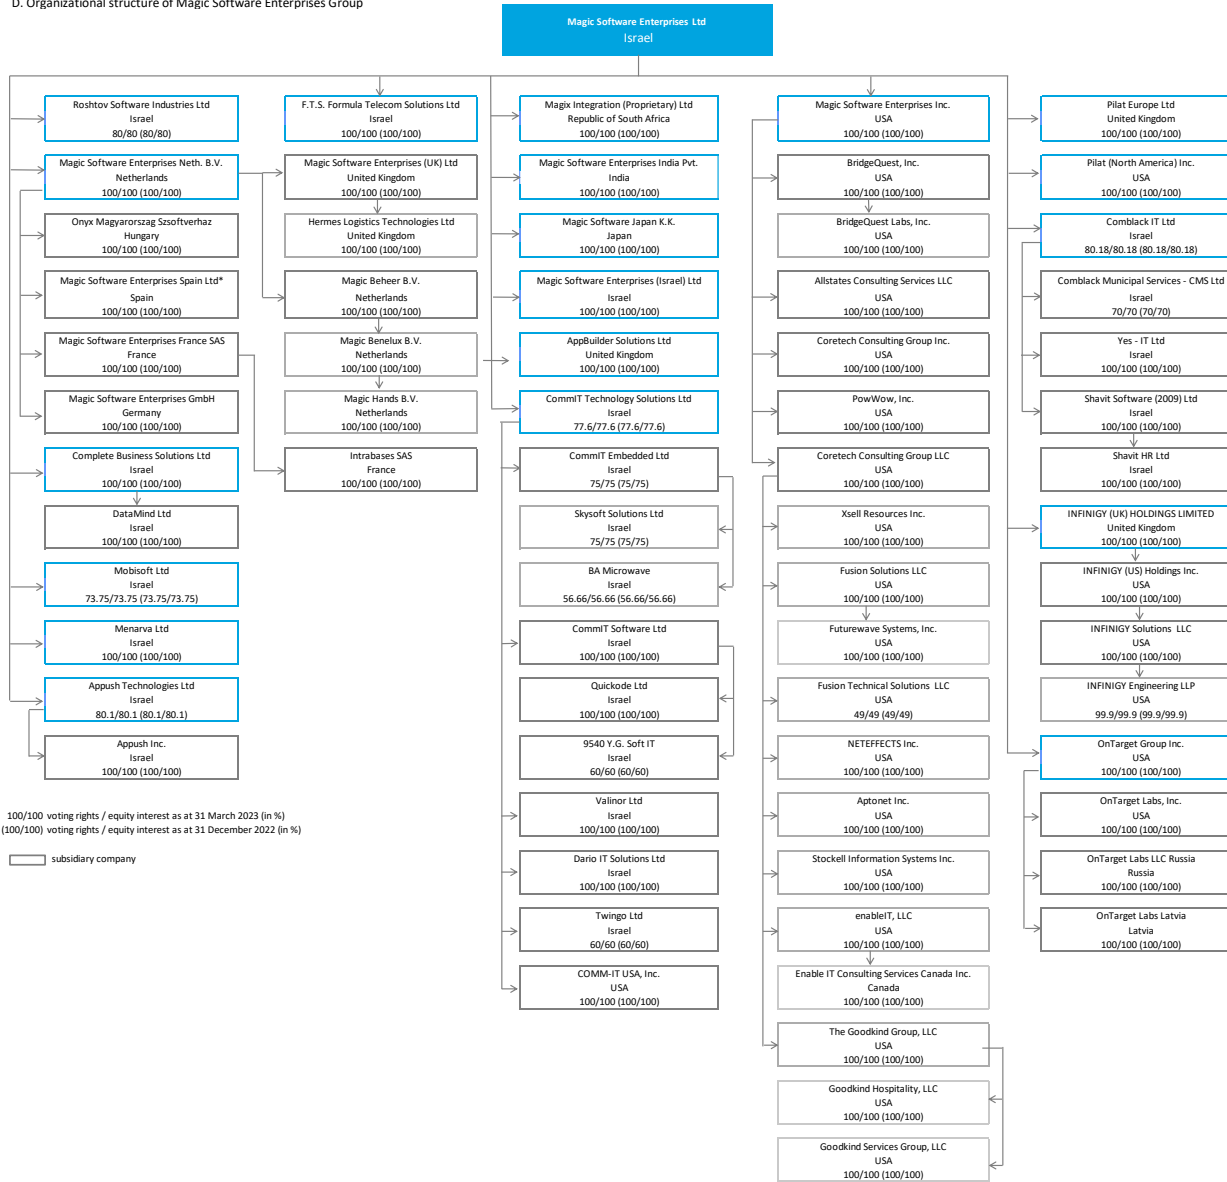 D. Organizational structure of Magic Software Enterprises Group
Magic Software Enterprises Ltd
Israel
Roshtov Software Industries Ltd
Israel
80/80 (80/80)
Magic Software Enterprises Neth. B.V.
Netherlands
100/100 (100/100)
Onyx Magyarorszag Szsoftverhaz
Hungary
100/100 (100/100)
Magic Software Enterprises Spain Ltd*
Spain
100/100 (100/100)
Magic Software Enterprises France SAS
France
100/100 (100/100)
Magic Software Enterprises GmbH
Germany
100/100 (100/100)
Complete Business Solutions Ltd
Israel
100/100 (100/100)
DataMind Ltd
Israel
100/100 (100/100)
Mobisoft Ltd
Israel
73.75/73.75 (73.75/73.75)
Menarva Ltd
Israel
100/100 (100/100)
Appush Technologies Ltd
Israel
80.1/80.1 (80.1/80.1)
Appush Inc.
Israel
100/100 (100/100)
F.T.S. Formula Telecom Solutions Ltd
Israel
100/100 (100/100)
Magic Software Enterprises (UK) Ltd
United Kingdom
100/100 (100/100)
Hermes Logistics Technologies Ltd
United Kingdom
100/100 (100/100)
Magic Beheer B.V.
Netherlands
100/100 (100/100)
Magic Benelux B.V.
Netherlands
100/100 (100/100)
Magic Hands B.V.
Netherlands
100/100 (100/100)
Intrabases SAS
France
100/100 (100/100)
Magix Integration (Proprietary) Ltd
Republic of South Africa
100/100 (100/100)
Magic Software Enterprises India Pvt.
India
100/100 (100/100)
Magic Software Japan K.K.
Japan
100/100 (100/100)
Magic Software Enterprises (Israel) Ltd
Israel
100/100 (100/100)
AppBuilder Solutions Ltd
United Kingdom
100/100 (100/100)
CommIT Technology Solutions Ltd
Israel
77.6/77.6 (77.6/77.6)
CommIT Embedded Ltd
Israel
75/75 (75/75)
Skysoft Solutions Ltd
Israel
75/75 (75/75)
BA Microwave
Israel
56.66/56.66 (56.66/56.66)
CommIT Software Ltd
Israel
100/100 (100/100)
Quickode Ltd
Israel
100/100 (100/100)
9540 Y.G. Soft IT
Israel
60/60 (60/60)
Valinor Ltd
Israel
100/100 (100/100)
Dario IT Solutions Ltd
Israel
100/100 (100/100)
Twingo Ltd
Israel
60/60 (60/60)
COMM-IT USA, Inc.
USA
100/100 (100/100)
Magic Software Enterprises Inc.
USA
100/100 (100/100)
BridgeQuest, Inc.
USA
100/100 (100/100)
BridgeQuest Labs, Inc.
USA
100/100 (100/100)
Allstates Consulting Services LLC
USA
100/100 (100/100)
Coretech Consulting Group Inc.
USA
100/100 (100/100)
PowWow, Inc.
USA
100/100 (100/100)
Coretech Consulting Group LLC
USA
100/100 (100/100)
Xsell Resources Inc.
USA
100/100 (100/100)
Fusion Solutions LLC
USA
100/100 (100/100)
Futurewave Systems, Inc.
USA
100/100 (100/100)
Fusion Technical Solutions LLC
USA
49/49 (49/49)
NETEFFECTS Inc.
USA
100/100 (100/100)
Aptonet Inc.
USA
100/100 (100/100)
Stockell Information Systems Inc.
USA
100/100 (100/100)
enableIT, LLC
USA
100/100 (100/100)
Enable IT Consulting Services Canada Inc.
Canada
100/100 (100/100)
The Goodkind Group, LLC
USA
100/100 (100/100)
Goodkind Hospitality, LLC
USA
100/100 (100/100)
Goodkind Services Group, LLC
USA
100/100 (100/100)
Pilat Europe Ltd
United Kingdom
100/100 (100/100)
Pilat (North America) Inc.
USA
100/100 (100/100)
Comblack IT Ltd
Israel
80.18/80.18 (80.18/80.18)
Comblack Municipal Services - CMS Ltd
Israel
70/70 (70/70)
Yes - IT Ltd
Israel
100/100 (100/100)
Shavit Software (2009) Ltd
Israel
100/100 (100/100)
Shavit HR Ltd
Israel
100/100 (100/100)
INFINIGY (UK) HOLDINGS LIMITED
United Kingdom
100/100 (100/100)
INFINIGY (US) Holdings Inc.
USA
100/100 (100/100)
INFINIGY Solutions LLC
USA
100/100 (100/100)
INFINIGY Engineering LLP
USA
99.9/99.9 (99.9/99.9)
OnTarget Group Inc.
USA
100/100 (100/100)
OnTarget Labs, Inc.
USA
100/100 (100/100)
OnTarget Labs LLC Russia
Russia
100/100 (100/100)
OnTarget Labs Latvia
Latvia
100/100 (100/100)
100/100 voting rights / equity interest as at 31 March 2023 (in %)
(100/100) voting rights / equity interest as at 31 December 2022 (in %)
subsidiary company